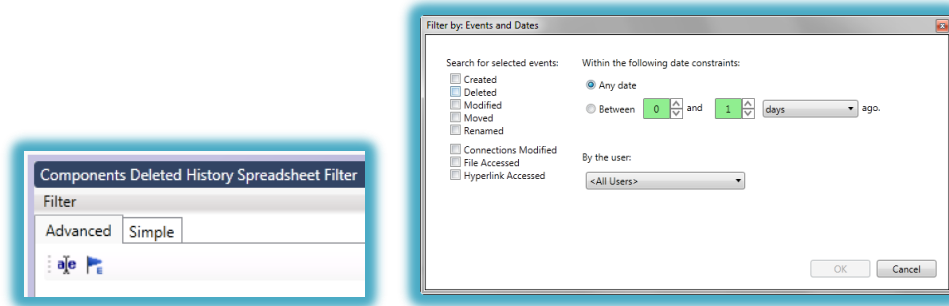 Components Deleted History Spreadsheet Filter
Filter
Advanced Simple
a|e E
Filter by: Events and Dates
Search for selected events:
Created
Deleted
Modified
Moved
Renamed
Connections Modified
File Accessed
Hyperlink Accessed
Within the following date constraints:
Any date
Between 0 and 1 days ago.
By the user:
<All Users>
OK Cancel